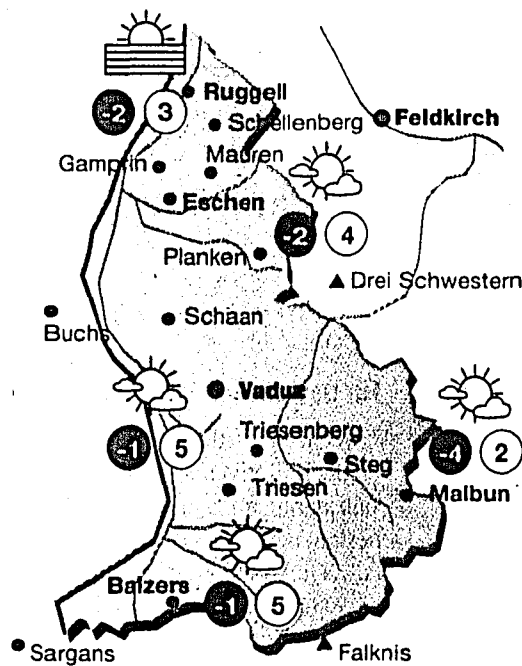 Ruggell
-2 3
Schellenberg
Feldkirch
Gamprin
Mauren
Eschen
-2 4
Planken
Drei Schwestern
Buchs
Schaan
Vaduz
-1 5
Triesenberg
-4 2
Steg
Triesen
Malbun
Balzers
-1 5
Sargans
Falknis